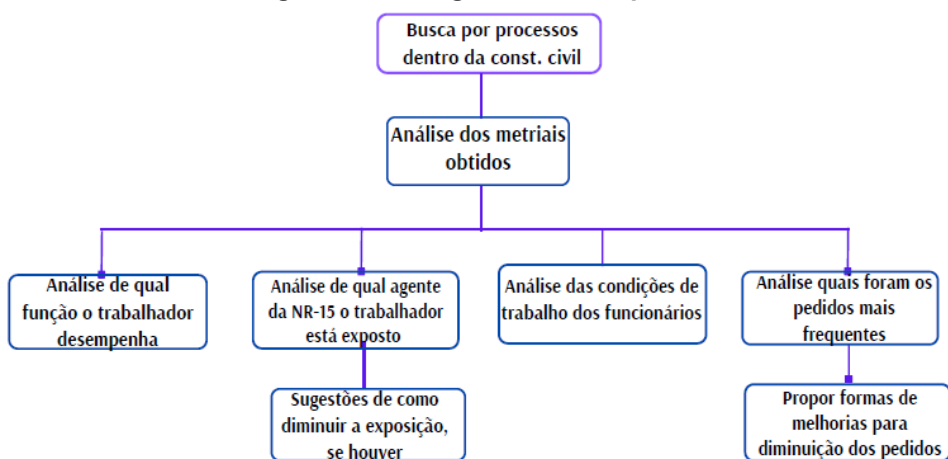 Busca por processos
dentro da const. civil
Análise dos metriais
obtidos
Análise de qual
função o trabalhador
desempenha
Análise de qual agente
da NR-15 o trabalhador
está exposto
Análise das condições de
trabalho dos funcionários
Análise quais foram os
pedidos mais
frequentes
Sugestões de como
diminuir a exposição,
se houver
Propor formas de
melhorias para
diminuição dos pedidos